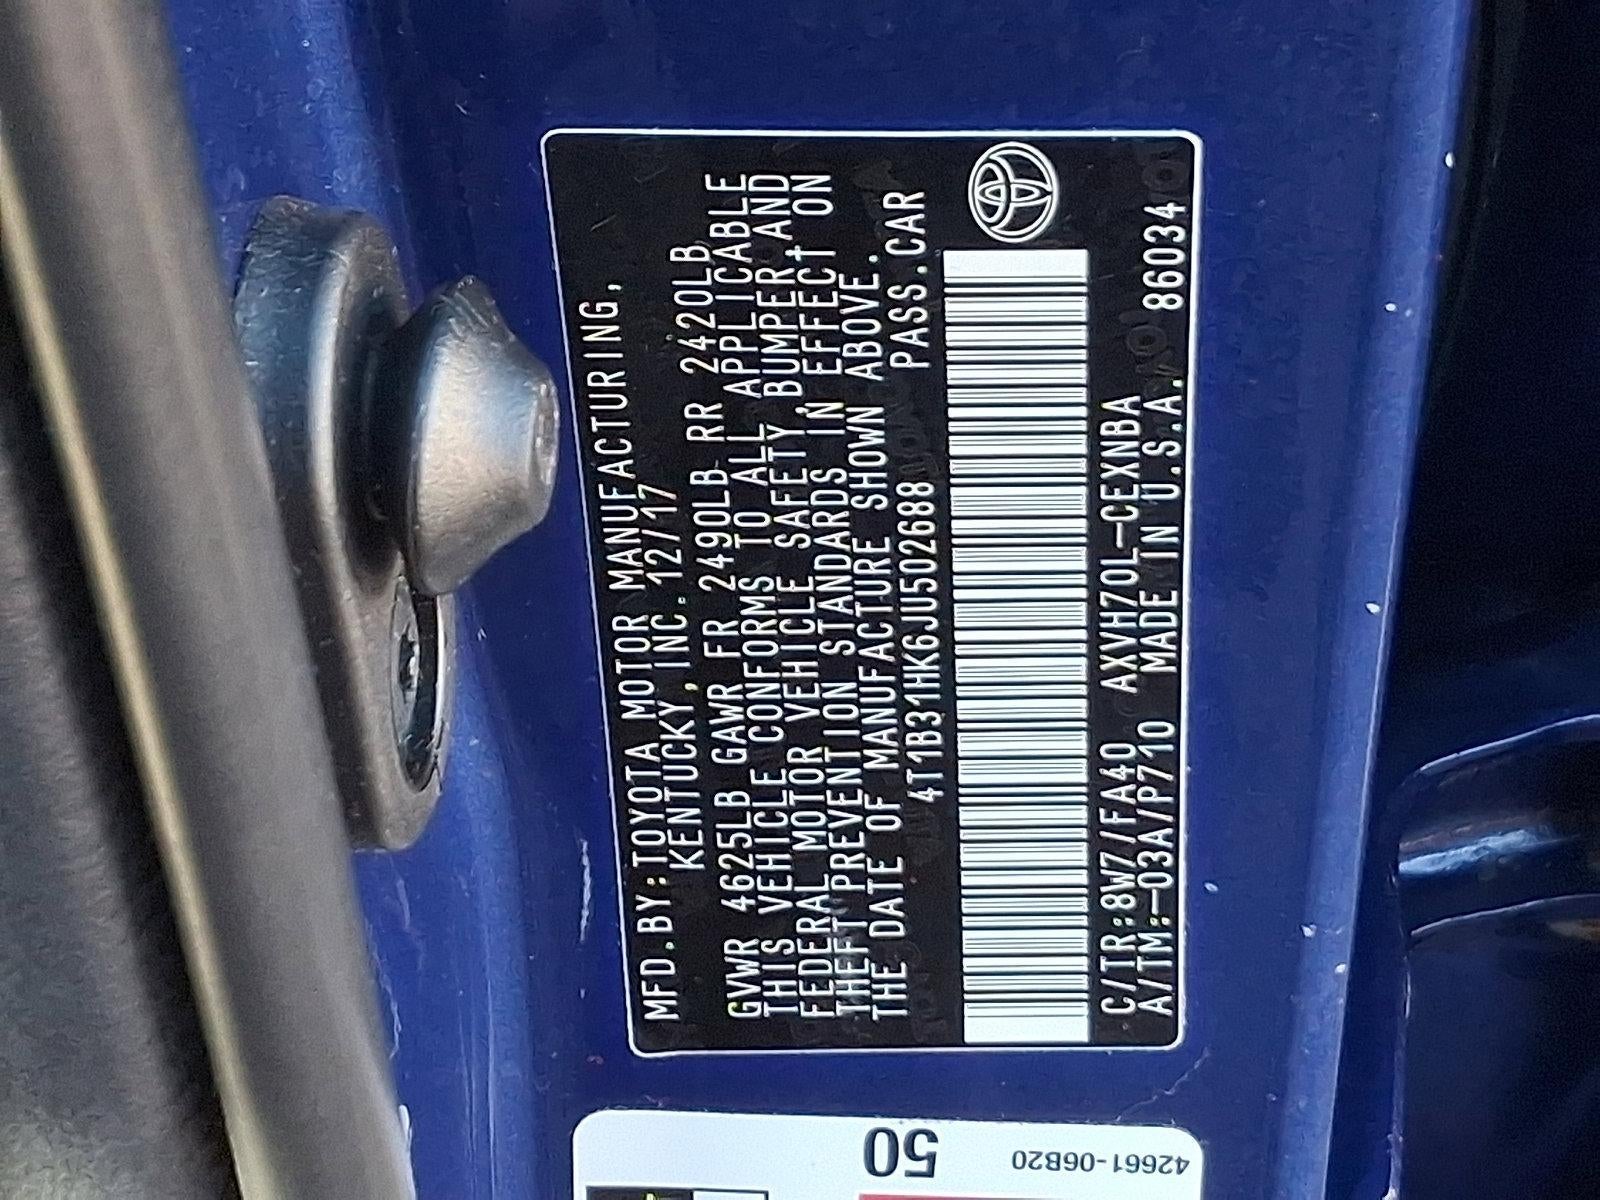 MFD.BY:TOYOTA MOTOR MANUFACTURING,
KENTUCKY,INC. 12/17
GVWR 4625LB GAWR FR 2490LB RR 2420LB
THIS VEHICLE CONFORMS TO ALL APPLICABLE
FEDERAL MOTOR VEHICLE SAFETY, BUMPER AND
THEFT PREVENTION STANDARDS IN EFFECT ON
THE DATE OF MANUFACTURE SHOWN ABOVE.
4T1B31HK6JU502688 PASS.CAR
C/TR:8W7/FA40 AXVH70L-CEXNBA
A/TM:-03A/P710 MADE IN U.S.A. 86034
50
42661-06B20